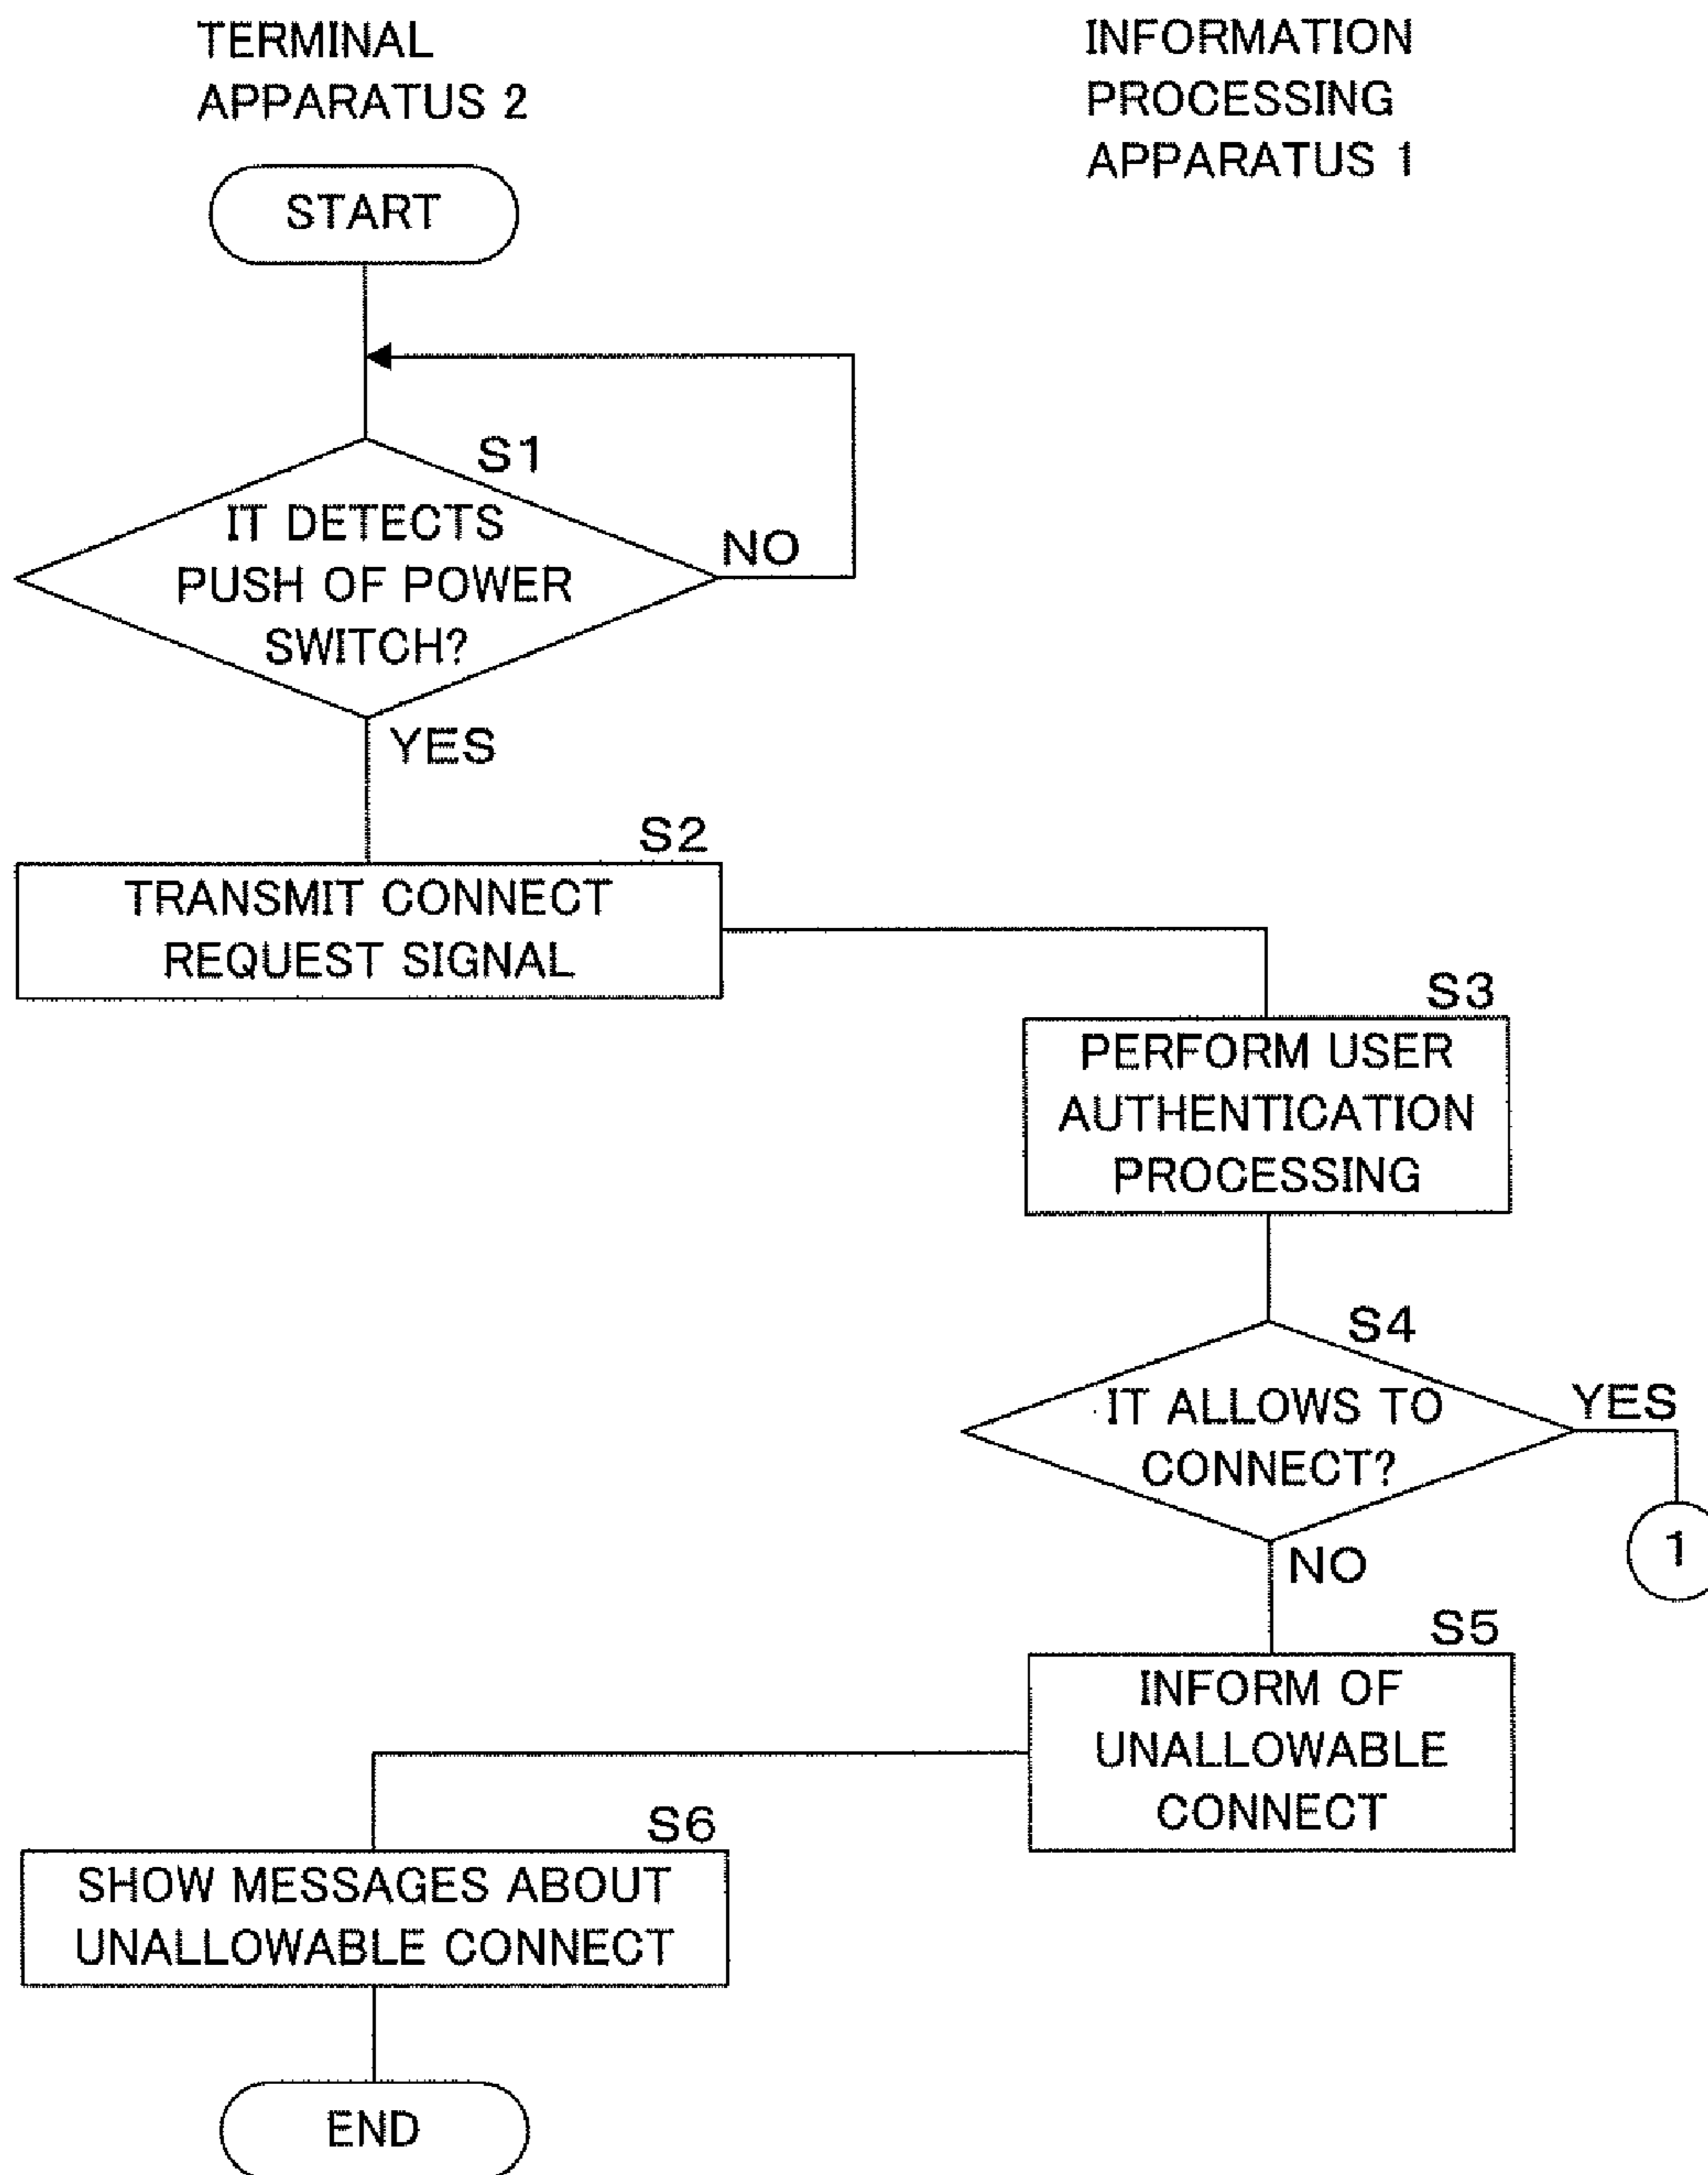 TERMINAL
APPARATUS 2
INFORMATION
PROCESSING
APPARATUS 1
START
S1
IT DETECTS
PUSH OF POWER
SWITCH?
NO
YES
S2
TRANSMIT CONNECT
REQUEST SIGNAL
S3
PERFORM USER
AUTHENTICATION
PROCESSING
S4
IT ALLOWS TO
CONNECT?
YES
1
NO
S5
INFORM OF
UNALLOWABLE
CONNECT
S6
SHOW MESSAGES ABOUT
UNALLOWABLE CONNECT
END